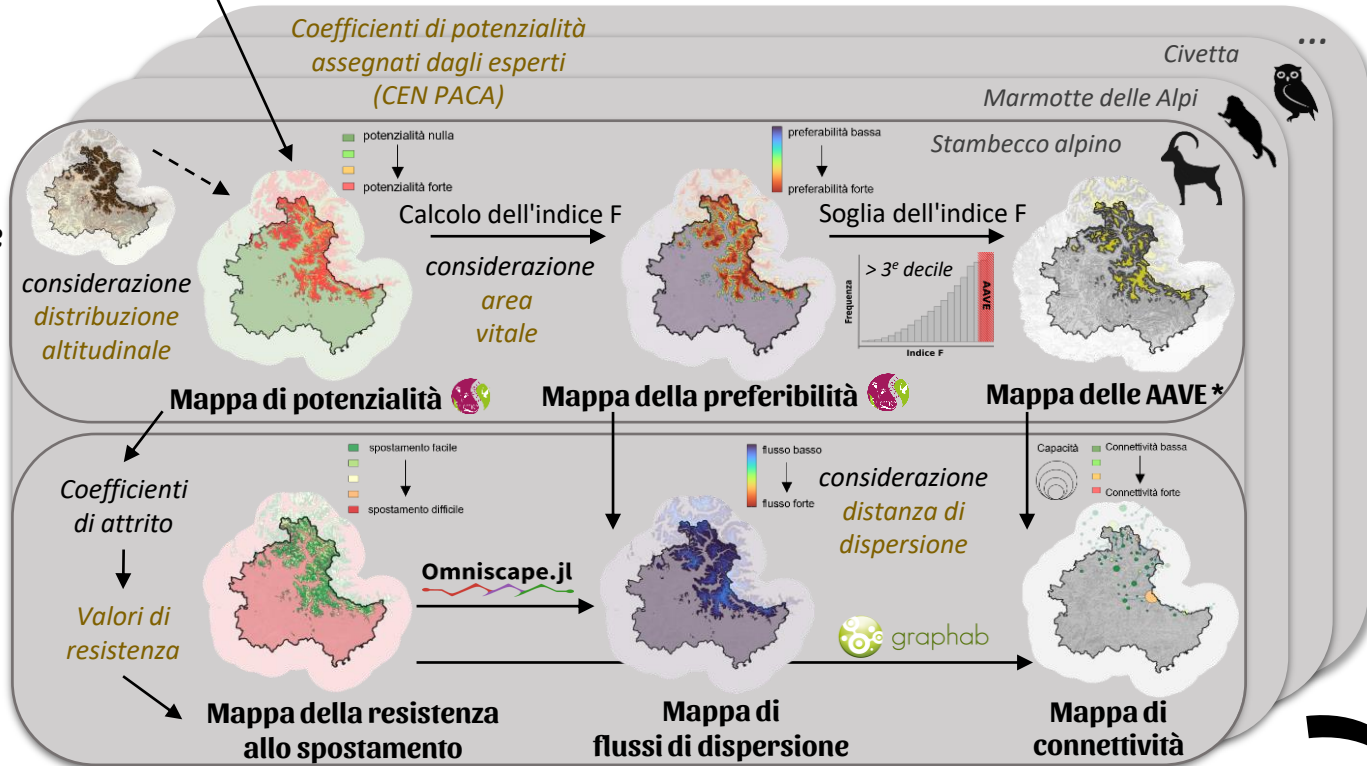 Coefficienti di potenzialità
assegnati dagli esperti
(CEN PACA)
...
Civetta
Marmotte delle Alpi
Stambecco alpino
potenzialità nulla
potenzialità forte
preferabilità bassa
preferabilità forte
Calcolo dell'indice F
considerazione
area
vitale
Soglia dell'indice F
> 3e decile
AAVE
Frequenza
Indice F
considerazione
distribuzione
altitudinale
Mappa di potenzialità
Mappa della preferibilità
Mappa delle AAVE *
Coefficienti
di attrito
Valori di
resistenza
spostamento facile
spostamento difficile
flusso basso
flusso forte
considerazione
distanza di
dispersione
Capacità
Connettività bassa
Connettività forte
Omniscape.jl
graphab
Mappa della resistenza
allo spostamento
Mappa di
flussi di dispersione
Mappa di
connettività